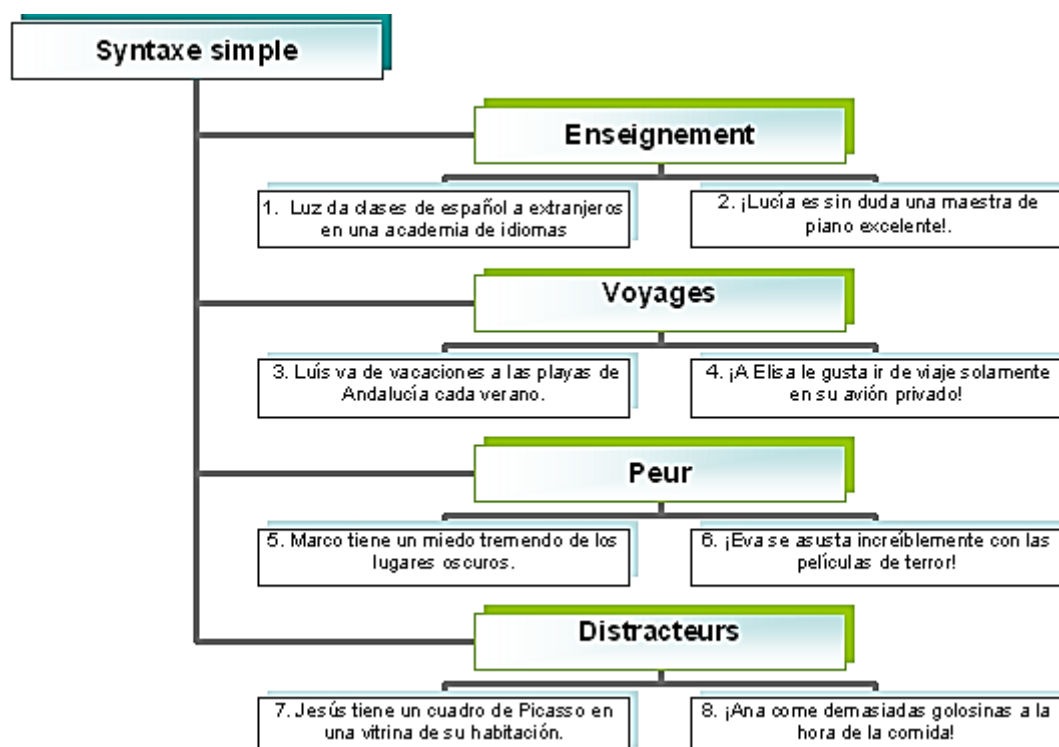 Syntaxe simple
Enseignement
1. Luz da clases de español a extranjeros
en una academia de idiomas
2. ¡Lucía es sin duda una maestra de
piano excelente!.
Voyages
3. Luís va de vacaciones a las playas de
Andalucía cada verano.
4. ¡A Elisa le gusta ir de viaje solamente
en su avión privado!
Peur
5. Marco tiene un miedo tremendo de los
lugares oscuros.
6. ¡Eva se asusta increíblemente con las
películas de terror!
Distracteurs
7. Jesús tiene un cuadro de Picasso en
una vitrina de su habitación.
8. ¡Ana come demasiadas golosinas a la
hora de la comida!